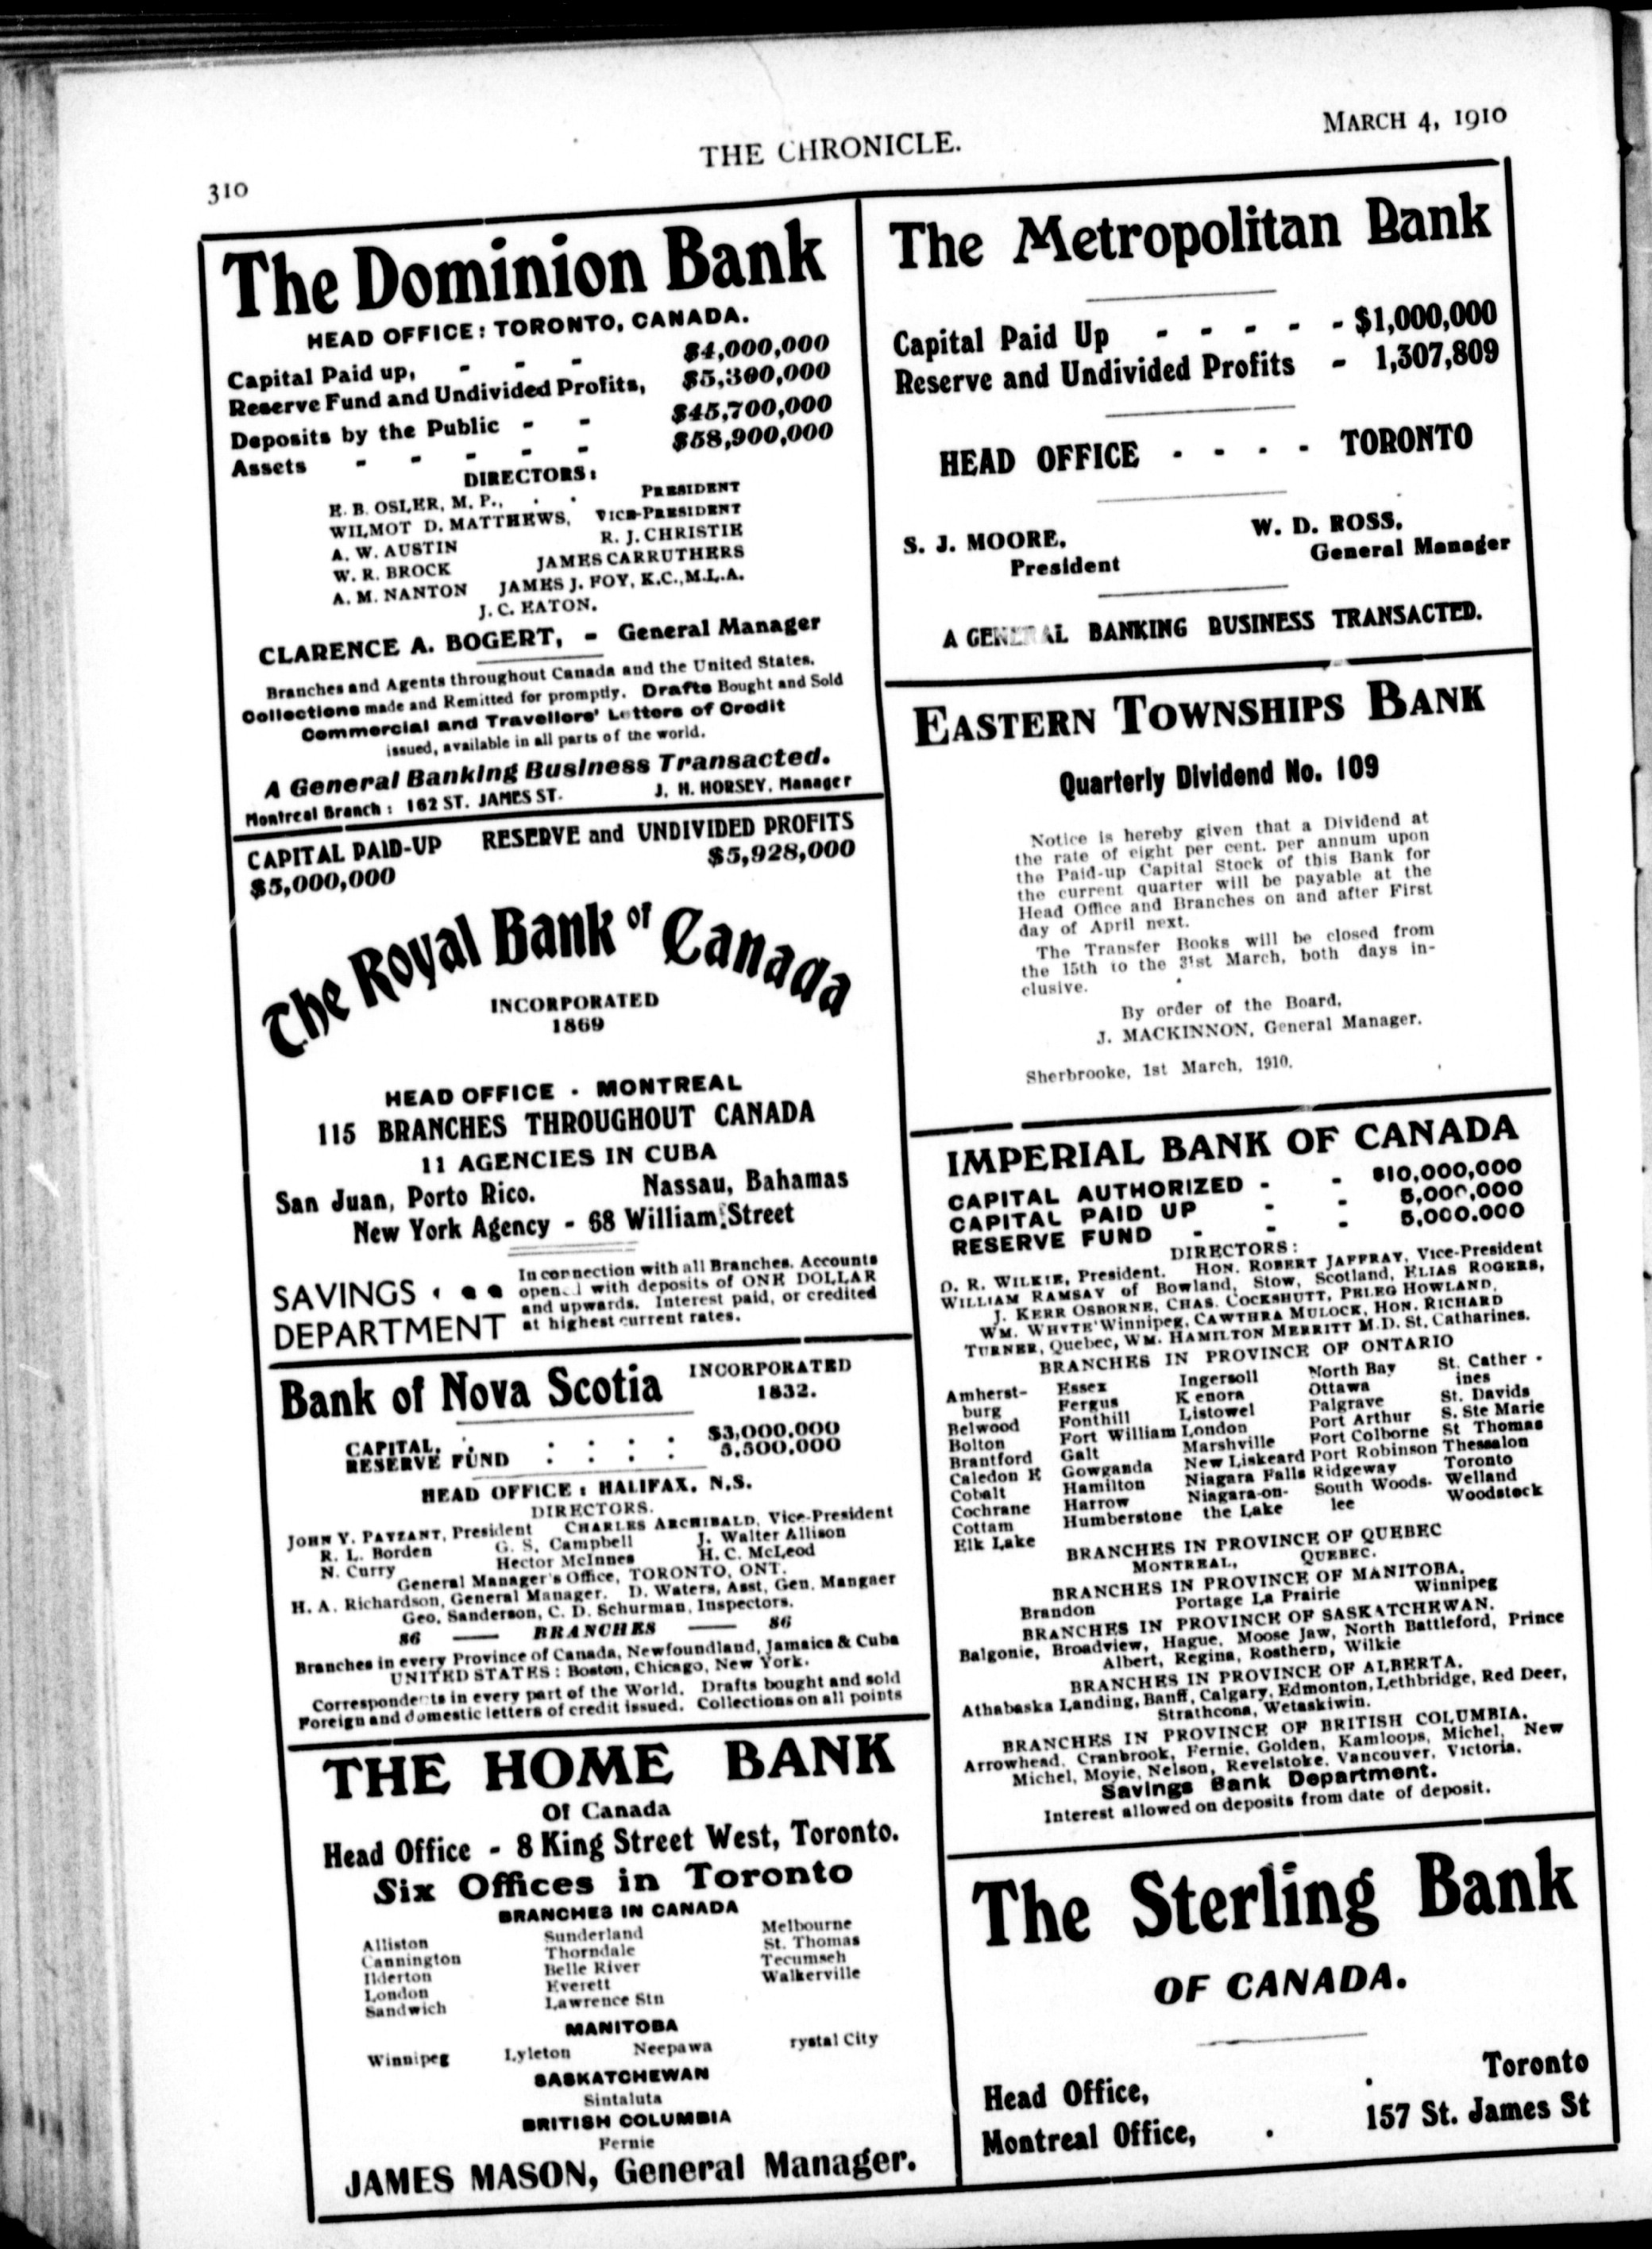 310
THE CHRONICLE.
MARCH 4, 1910
The Dominion Bank
HEAD OFFICE: TORONTO, CANADA.
Capital Paid up, - - - $4,000,000
Reserve Fund and Undivided Profits, $5,300,000
Deposits by the Public - - $45,700,000
Assets - - - - - $58,900,000
DIRECTORS:
E. B. OSLER, M. P., . . PRESIDENT
WILMOT D. MATTHEWS, VICE-PRESIDENT
A. W. AUSTIN R. J. CHRISTIE
W. R. BROCK JAMES CARRUTHERS
A. M. NANTON JAMES J. FOY, K.C.,M.L.A.
J. C. EATON.
CLARENCE A. BOGERT, - General Manager
Branches and Agents throughout Canada and the United States.
Collections made and Remitted for promptly. Drafts Bought and Sold
Commercial and Travellers' Letters of Credit
issued, available in all parts of the world.
A General Banking Business Transacted.
Montreal Branch: 162 ST. JAMES ST. J. H. HORSEY, Manager
CAPITAL PAID-UP RESERVE and UNDIVIDED PROFITS
$5,000,000 $5,928,000
The Royal Bank of Canada
INCORPORATED
1869
HEAD OFFICE - MONTREAL
115 BRANCHES THROUGHOUT CANADA
11 AGENCIES IN CUBA
San Juan, Porto Rico. Nassau, Bahamas
New York Agency - 68 William Street
SAVINGS
DEPARTMENT
In connection with all Branches. Accounts
opened with deposits of ONE DOLLAR
and upwards. Interest paid, or credited
at highest current rates.
Bank of Nova Scotia INCORPORATED
1832.
CAPITAL, . : : : : $3,000,000
RESERVE FUND : : : : 5,500,000
HEAD OFFICE : HALIFAX, N.S.
DIRECTORS.
JOHN Y. PAYZANT, President CHARLES ARCHIBALD, Vice-President
R. L. Borden G. S. Campbell J. Walter Allison
N. Curry Hector McInnes H. C. McLeod
General Manager's Office, TORONTO, ONT.
H. A. Richardson, General Manager. D. Waters, Asst, Gen. Manganer
Geo. Sanderson, C. D. Schurman, Inspectors.
86 —— BRANCHES —— 86
Branches in every Province of Canada, Newfoundland, Jamaica & Cuba
UNITED STATES : Boston, Chicago, New York.
Correspondents in every part of the World. Drafts bought and sold
Foreign and domestic letters of credit issued. Collections on all points
THE HOME BANK
Of Canada
Head Office - 8 King Street West, Toronto.
Six Offices in Toronto
BRANCHES IN CANADA
Alliston Sunderland Melbourne
Cannington Thorndale St. Thomas
Ilderton Belle River Tecumseh
London Everett Walkerville
Sandwich Lawrence Stn
MANITOBA
Winnipeg Lyleton Neepawa rystal City
SASKATCHEWAN
Sintaluta
BRITISH COLUMBIA
Fernie
JAMES MASON, General Manager.
The Metropolitan Bank
Capital Paid Up - - - - - $1,000,000
Reserve and Undivided Profits - 1,307,809
HEAD OFFICE - - - - TORONTO
S. J. MOORE, W. D. ROSS,
President General Manager
A GENERAL BANKING BUSINESS TRANSACTED.
EASTERN TOWNSHIPS BANK
Quarterly Dividend No. 109
Notice is hereby given that a Dividend at
the rate of eight per cent. per annum upon
the Paid-up Capital Stock of this Bank for
the current quarter will be payable at the
Head Office and Branches on and after First
day of April next.
The Transfer Books will be closed from
the 15th to the 31st March, both days in-
clusive.
By order of the Board,
J. MACKINNON, General Manager.
Sherbrooke, 1st March, 1910.
IMPERIAL BANK OF CANADA
CAPITAL AUTHORIZED - - $10,000,000
CAPITAL PAID UP - - 5,000,000
RESERVE FUND - - - 5,000,000
DIRECTORS:
D. R. WILKIE, President. HON. ROBERT JAFFRAY, Vice-President
WILLIAM RAMSAY of Bowland, Stow, Scotland, ELIAS ROGERS,
J. KERR OSBORNE, CHAS. COCKSHUTT, PELEG HOWLAND,
WM. WHYTE Winnipeg, CAWTHRA MULOCK, HON. RICHARD
TURNER, Quebec, WM. HAMILTON MERRITT M.D. St. Catharines.
BRANCHES IN PROVINCE OF ONTARIO
Amherst- Essex Ingersoll North Bay St. Cather -
burg Fergus Kenora Ottawa ines
Belwood Fonthill Listowel Palgrave St. Davids
Bolton Fort William London Port Arthur S. Ste Marie
Brantford Galt Marshville Port Colborne St Thomas
Caledon E Gowganda New Liskeard Port Robinson Thessalon
Cobalt Hamilton Niagara Falls Ridgeway Toronto
Cochrane Harrow Niagara-on- South Woods- Welland
Cottam Humberstone the Lake lee Woodstock
Elk Lake
BRANCHES IN PROVINCE OF QUEBEC
MONTREAL, QUEBEC.
BRANCHES IN PROVINCE OF MANITOBA.
Brandon Portage La Prairie Winnipeg
BRANCHES IN PROVINCE OF SASKATCHEWAN.
Balgonie, Broadview, Hague, Moose Jaw, North Battleford, Prince
Albert, Regina, Rosthern, Wilkie
BRANCHES IN PROVINCE OF ALBERTA.
Athabaska Landing, Banff, Calgary, Edmonton, Lethbridge, Red Deer,
Strathcona, Wetaskiwin.
BRANCHES IN PROVINCE OF BRITISH COLUMBIA.
Arrowhead, Cranbrook, Fernie, Golden, Kamloops, Michel, New
Michel, Moyie, Nelson, Revelstoke, Vancouver, Victoria.
Savings Bank Department.
Interest allowed on deposits from date of deposit.
The Sterling Bank
OF CANADA.
Head Office, . Toronto
Montreal Office, . 157 St. James St